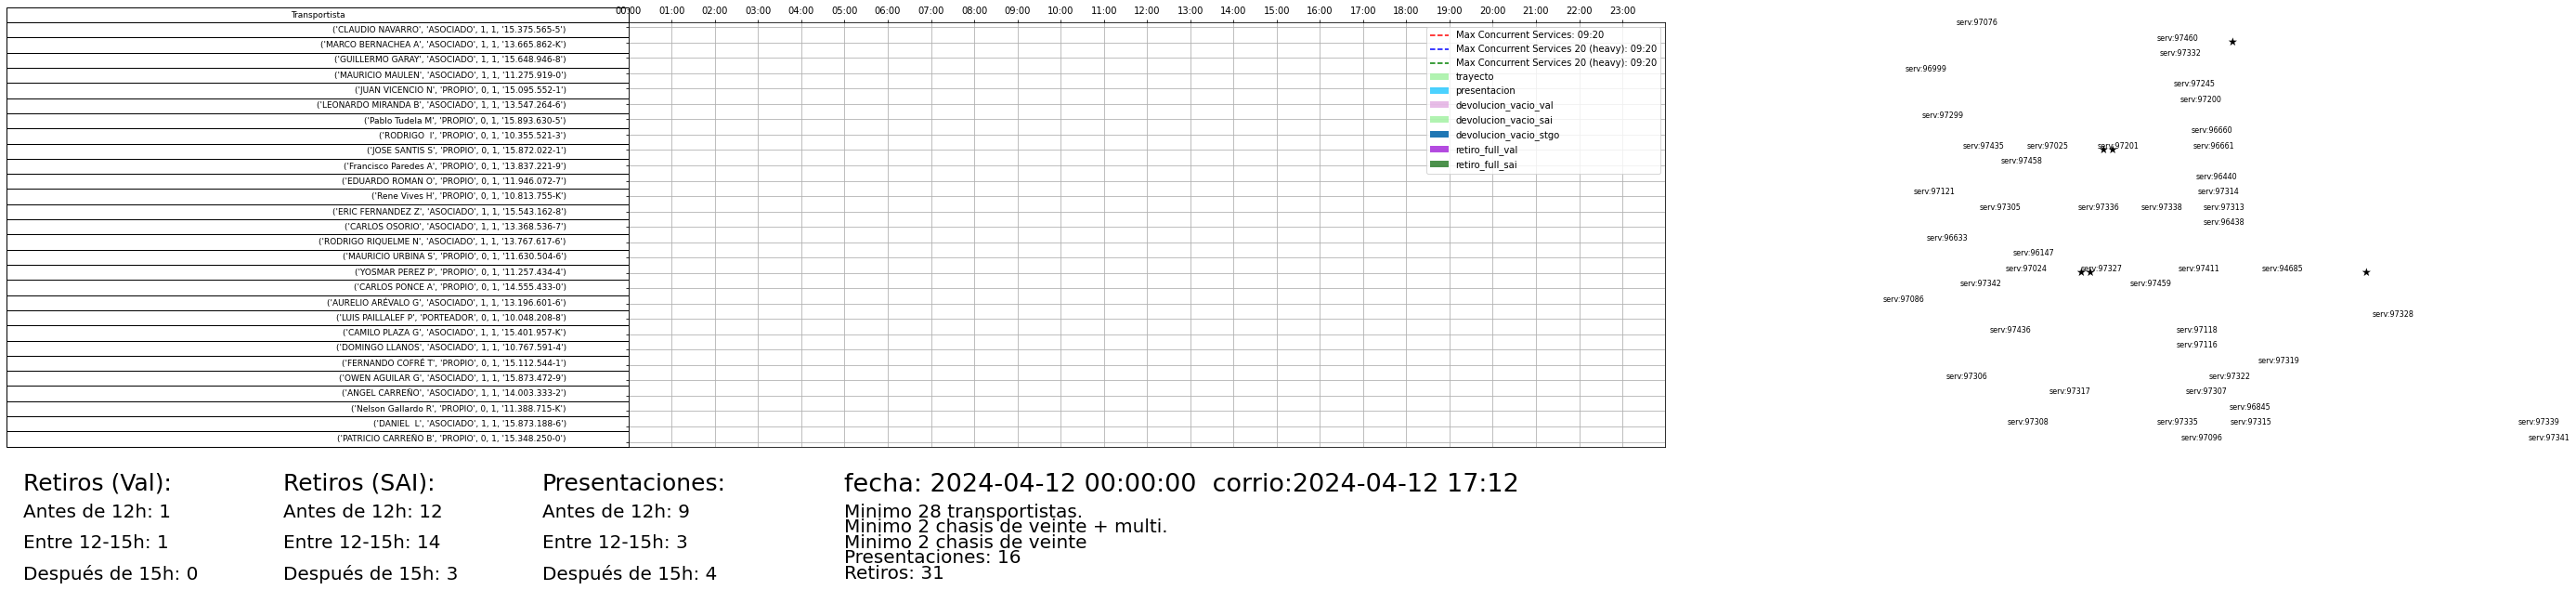 Transportista
('CLAUDIO NAVARRO', 'ASOCIADO', 1, 1, '15.375.565-5')
('MARCO BERNACHEA A', 'ASOCIADO', 1, 1, '13.665.862-K')
('GUILLERMO GARAY', 'ASOCIADO', 1, 1, '15.648.946-8')
('MAURICIO MAULEN', 'ASOCIADO', 1, 1, '11.275.919-0')
('JUAN VICENCIO N', 'PROPIO', 0, 1, '15.095.552-1')
('LEONARDO MIRANDA B', 'ASOCIADO', 1, 1, '13.547.264-6')
('Pablo Tudela M', 'PROPIO', 0, 1, '15.893.630-5')
('RODRIGO  I', 'PROPIO', 0, 1, '10.355.521-3')
('JOSE SANTIS S', 'PROPIO', 0, 1, '15.872.022-1')
('Francisco Paredes A', 'PROPIO', 0, 1, '13.837.221-9')
('EDUARDO ROMAN O', 'PROPIO', 0, 1, '11.946.072-7')
('Rene Vives H', 'PROPIO', 0, 1, '10.813.755-K')
('ERIC FERNANDEZ Z', 'ASOCIADO', 1, 1, '15.543.162-8')
('CARLOS OSORIO', 'ASOCIADO', 1, 1, '13.368.536-7')
('RODRIGO RIQUELME N', 'ASOCIADO', 1, 1, '13.767.617-6')
('MAURICIO URBINA S', 'PROPIO', 0, 1, '11.630.504-6')
('YOSMAR PEREZ P', 'PROPIO', 0, 1, '11.257.434-4')
('CARLOS PONCE A', 'PROPIO', 0, 1, '14.555.433-0')
('AURELIO ARÉVALO G', 'ASOCIADO', 1, 1, '13.196.601-6')
('LUIS PAILLALEF P', 'PORTEADOR', 0, 1, '10.048.208-8')
('CAMILO PLAZA G', 'ASOCIADO', 1, 1, '15.401.957-K')
('DOMINGO LLANOS', 'ASOCIADO', 1, 1, '10.767.591-4')
('FERNANDO COFRÉ T', 'PROPIO', 0, 1, '15.112.544-1')
('OWEN AGUILAR G', 'ASOCIADO', 1, 1, '15.873.472-9')
('ANGEL CARREÑO', 'ASOCIADO', 1, 1, '14.003.333-2')
('Nelson Gallardo R', 'PROPIO', 0, 1, '11.388.715-K')
('DANIEL  L', 'ASOCIADO', 1, 1, '15.873.188-6')
('PATRICIO CARREÑO B', 'PROPIO', 0, 1, '15.348.250-0')
00:00 01:00 02:00 03:00 04:00 05:00 06:00 07:00 08:00 09:00 10:00 11:00 12:00 13:00 14:00 15:00 16:00 17:00 18:00 19:00 20:00 21:00 22:00 23:00
Max Concurrent Services: 09:20
Max Concurrent Services 20 (heavy): 09:20
Max Concurrent Services 20 (heavy): 09:20
trayecto
presentacion
devolucion_vacio_val
devolucion_vacio_sai
devolucion_vacio_stgo
retiro_full_val
retiro_full_sai
serv:97076
serv:97460
serv:97332
serv:96999
serv:97245
serv:97200
serv:97299
serv:96660
serv:97435 serv:97025 serv:97201 serv:96661
serv:97458
serv:96440
serv:97121 serv:97314
serv:97305 serv:97336 serv:97338 serv:97313
serv:96438
serv:96633
serv:96147
serv:97024 serv:97327 serv:97411 serv:94685
serv:97342 serv:97459
serv:97086
serv:97328
serv:97436 serv:97118
serv:97116
serv:97319
serv:97306 serv:97322
serv:97317 serv:97307
serv:96845
serv:97308 serv:97335 serv:97315 serv:97339
serv:97096 serv:97341
Retiros (Val):
Antes de 12h: 1
Entre 12-15h: 1
Después de 15h: 0
Retiros (SAI):
Antes de 12h: 12
Entre 12-15h: 14
Después de 15h: 3
Presentaciones:
Antes de 12h: 9
Entre 12-15h: 3
Después de 15h: 4
fecha: 2024-04-12 00:00:00  corrio:2024-04-12 17:12
Minimo 28 transportistas.
Minimo 2 chasis de veinte + multi.
Minimo 2 chasis de veinte
Presentaciones: 16
Retiros: 31